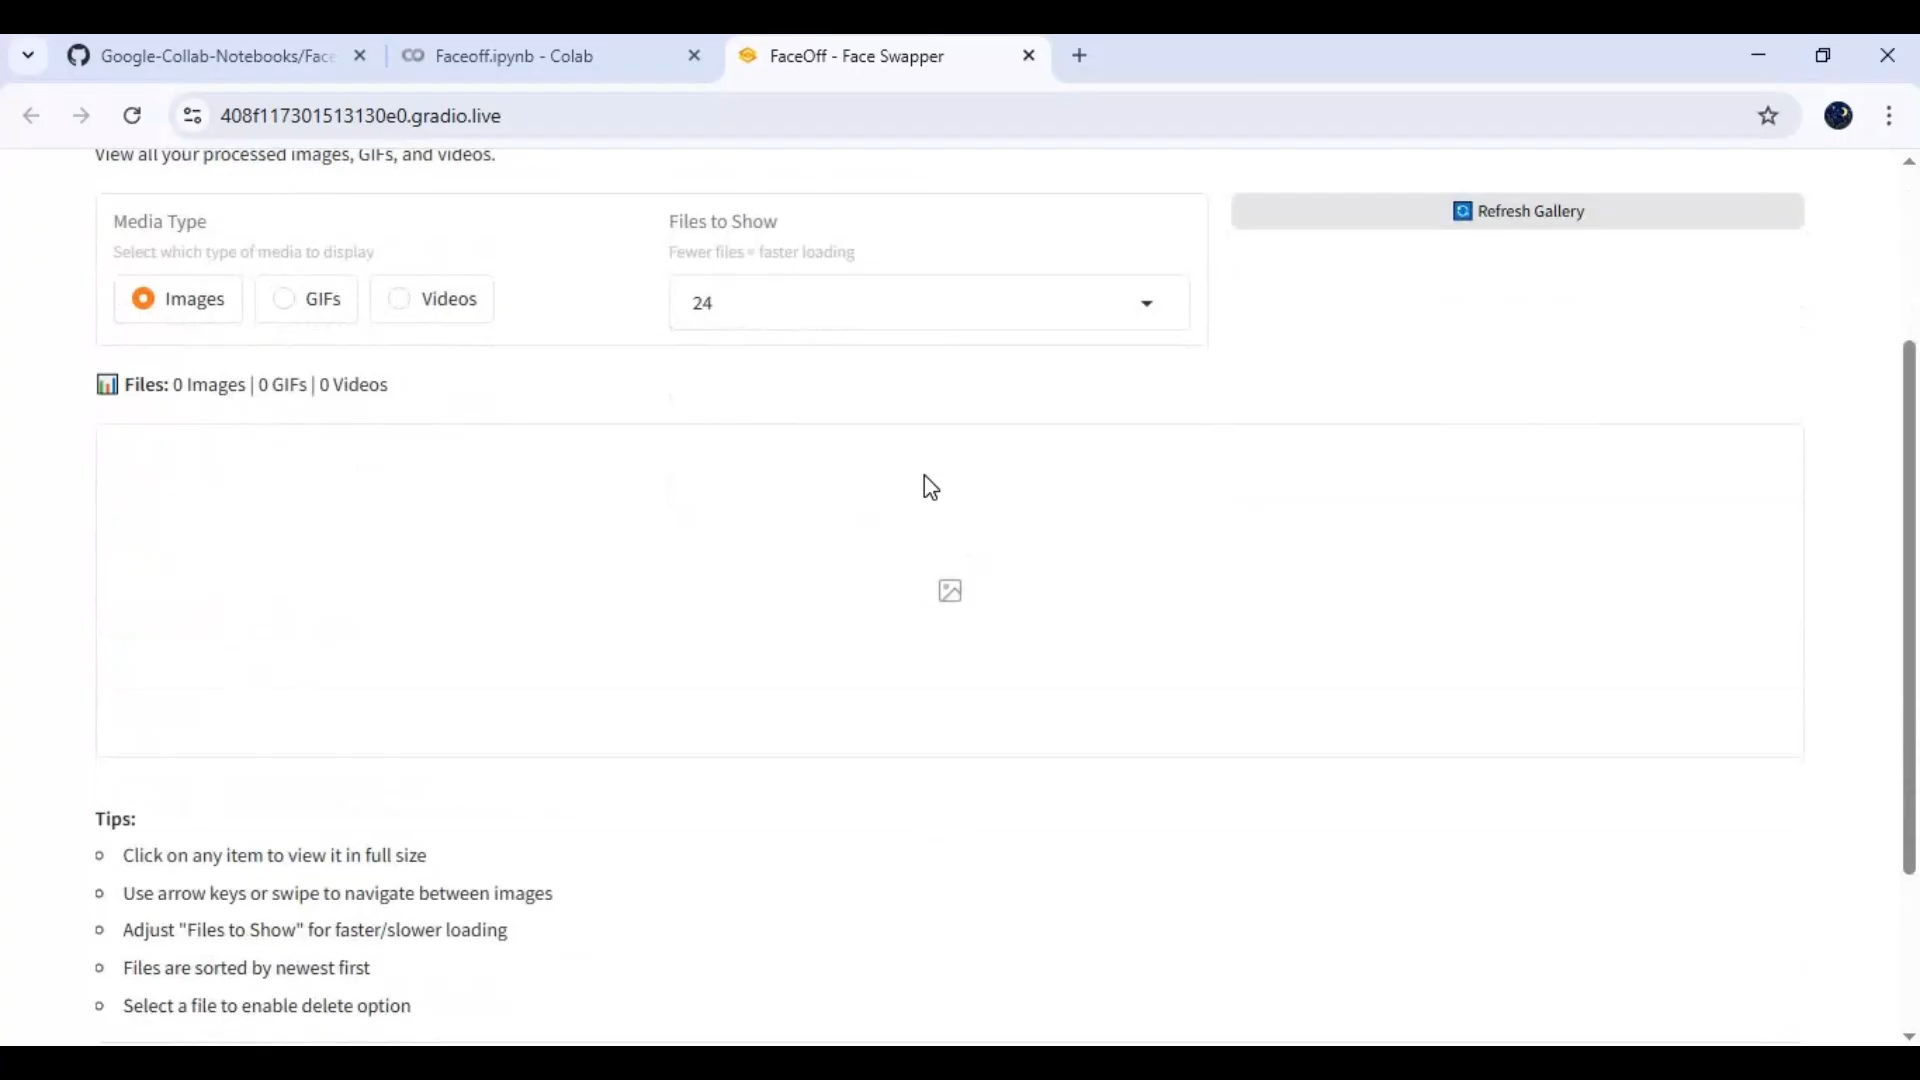 Google-Collab-Notebooks/Face
Faceoff.ipynb - Colab
FaceOff - Face Swapper
408f117301513130e0.gradio.live
View all your processed images, GIFs, and videos.
Media Type
Select which type of media to display
Images
GIFs
Videos
Files to Show
Fewer files = faster loading
24
Refresh Gallery
Files: 0 Images | 0 GIFs | 0 Videos
Tips:
Click on any item to view it in full size
Use arrow keys or swipe to navigate between images
Adjust "Files to Show" for faster/slower loading
Files are sorted by newest first
Select a file to enable delete option